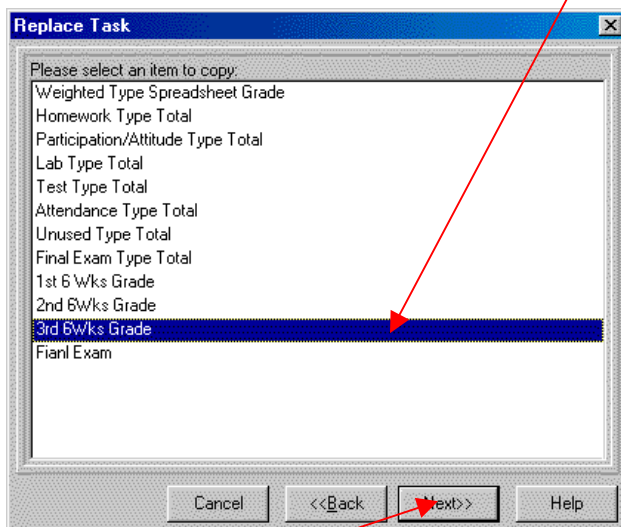 Replace Task
Please select an item to copy:
Weighted Type Spreadsheet Grade
Homework Type Total
Participation/Attitude Type Total
Lab Type Total
Test Type Total
Attendance Type Total
Unused Type Total
Final Exam Type Total
1st 6 Wks Grade
2nd 6Wks Grade
3rd 6Wks Grade
Fianl Exam
Cancel <<Back Next>> Help